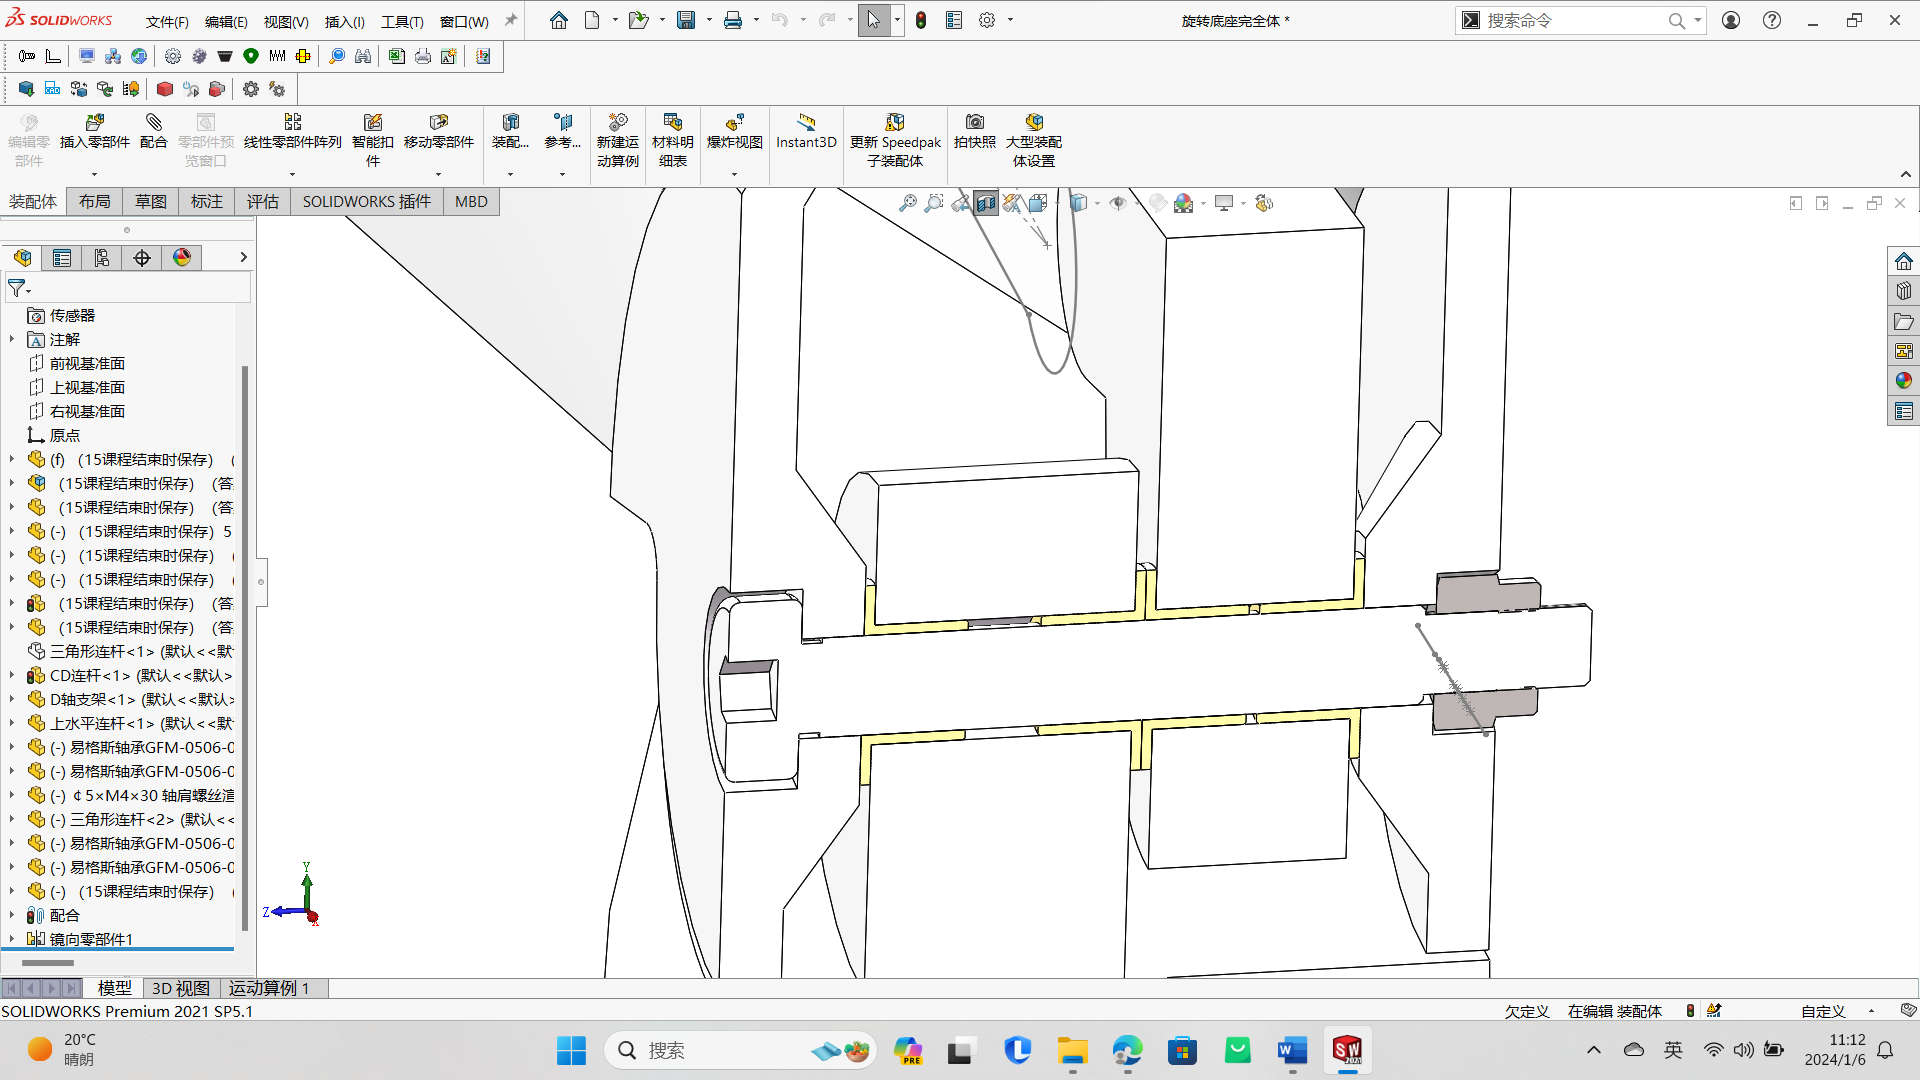 SOLIDWORKS
文件(F) 编辑(E) 视图(V) 插入(I) 工具(T) 窗口(W)
旋转底座完全体 *
搜索命令
编辑零部件 插入零部件 配合 零部件预览窗口 线性零部件阵列 智能扣件 移动零部件 装配... 参考... 新建运动算例 材料明细表 爆炸视图 Instant3D 更新 Speedpak 子装配体 拍快照 大型装配体设置
装配体 布局 草图 标注 评估 SOLIDWORKS 插件 MBD
传感器
注解
前视基准面
上视基准面
右视基准面
原点
(f) （15课程结束时保存） (
（15课程结束时保存） (答
（15课程结束时保存） (答
(-) （15课程结束时保存）5
(-) （15课程结束时保存） (
(-) （15课程结束时保存） (
（15课程结束时保存） (答
（15课程结束时保存） (答
三角形连杆<1> (默认<<默
CD连杆<1> (默认<<默认>
D轴支架<1> (默认<<默认>
上水平连杆<1> (默认<<默
(-) 易格斯轴承GFM-0506-0
(-) 易格斯轴承GFM-0506-0
(-) ￠5×M4×30 轴肩螺丝渲
(-) 三角形连杆<2> (默认<<
(-) 易格斯轴承GFM-0506-0
(-) 易格斯轴承GFM-0506-0
(-) （15课程结束时保存） (
配合
镜向零部件1
Y
Z
X
模型 3D 视图 运动算例 1
SOLIDWORKS Premium 2021 SP5.1
欠定义 在编辑 装配体 自定义
20°C
晴朗
搜索
PRE
英
11:12
2024/1/6